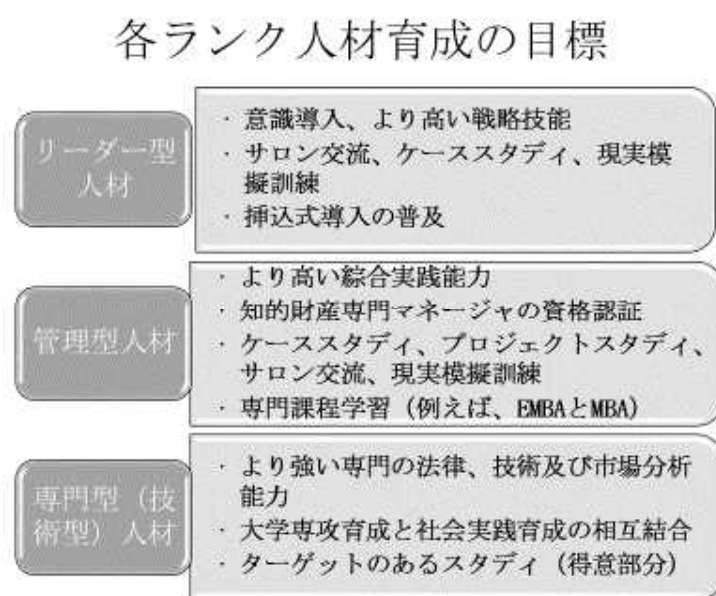 各ランク人材育成の目標
リーダー型
人材
・意識導入、より高い戦略技能
・サロン交流、ケーススタディ、現実模
擬訓練
・挿込式導入の普及
管理型人材
・より高い綜合実践能力
・知的財産専門マネージャの資格認証
・ケーススタディ、プロジェクトスタディ、
サロン交流、現実模擬訓練
・専門課程学習（例えば、EMBAとMBA）
専門型（技
術型）人材
・より強い専門の法律、技術及び市場分析
能力
・大学専攻育成と社会実践育成の相互結合
・ターゲットのあるスタディ（得意部分）